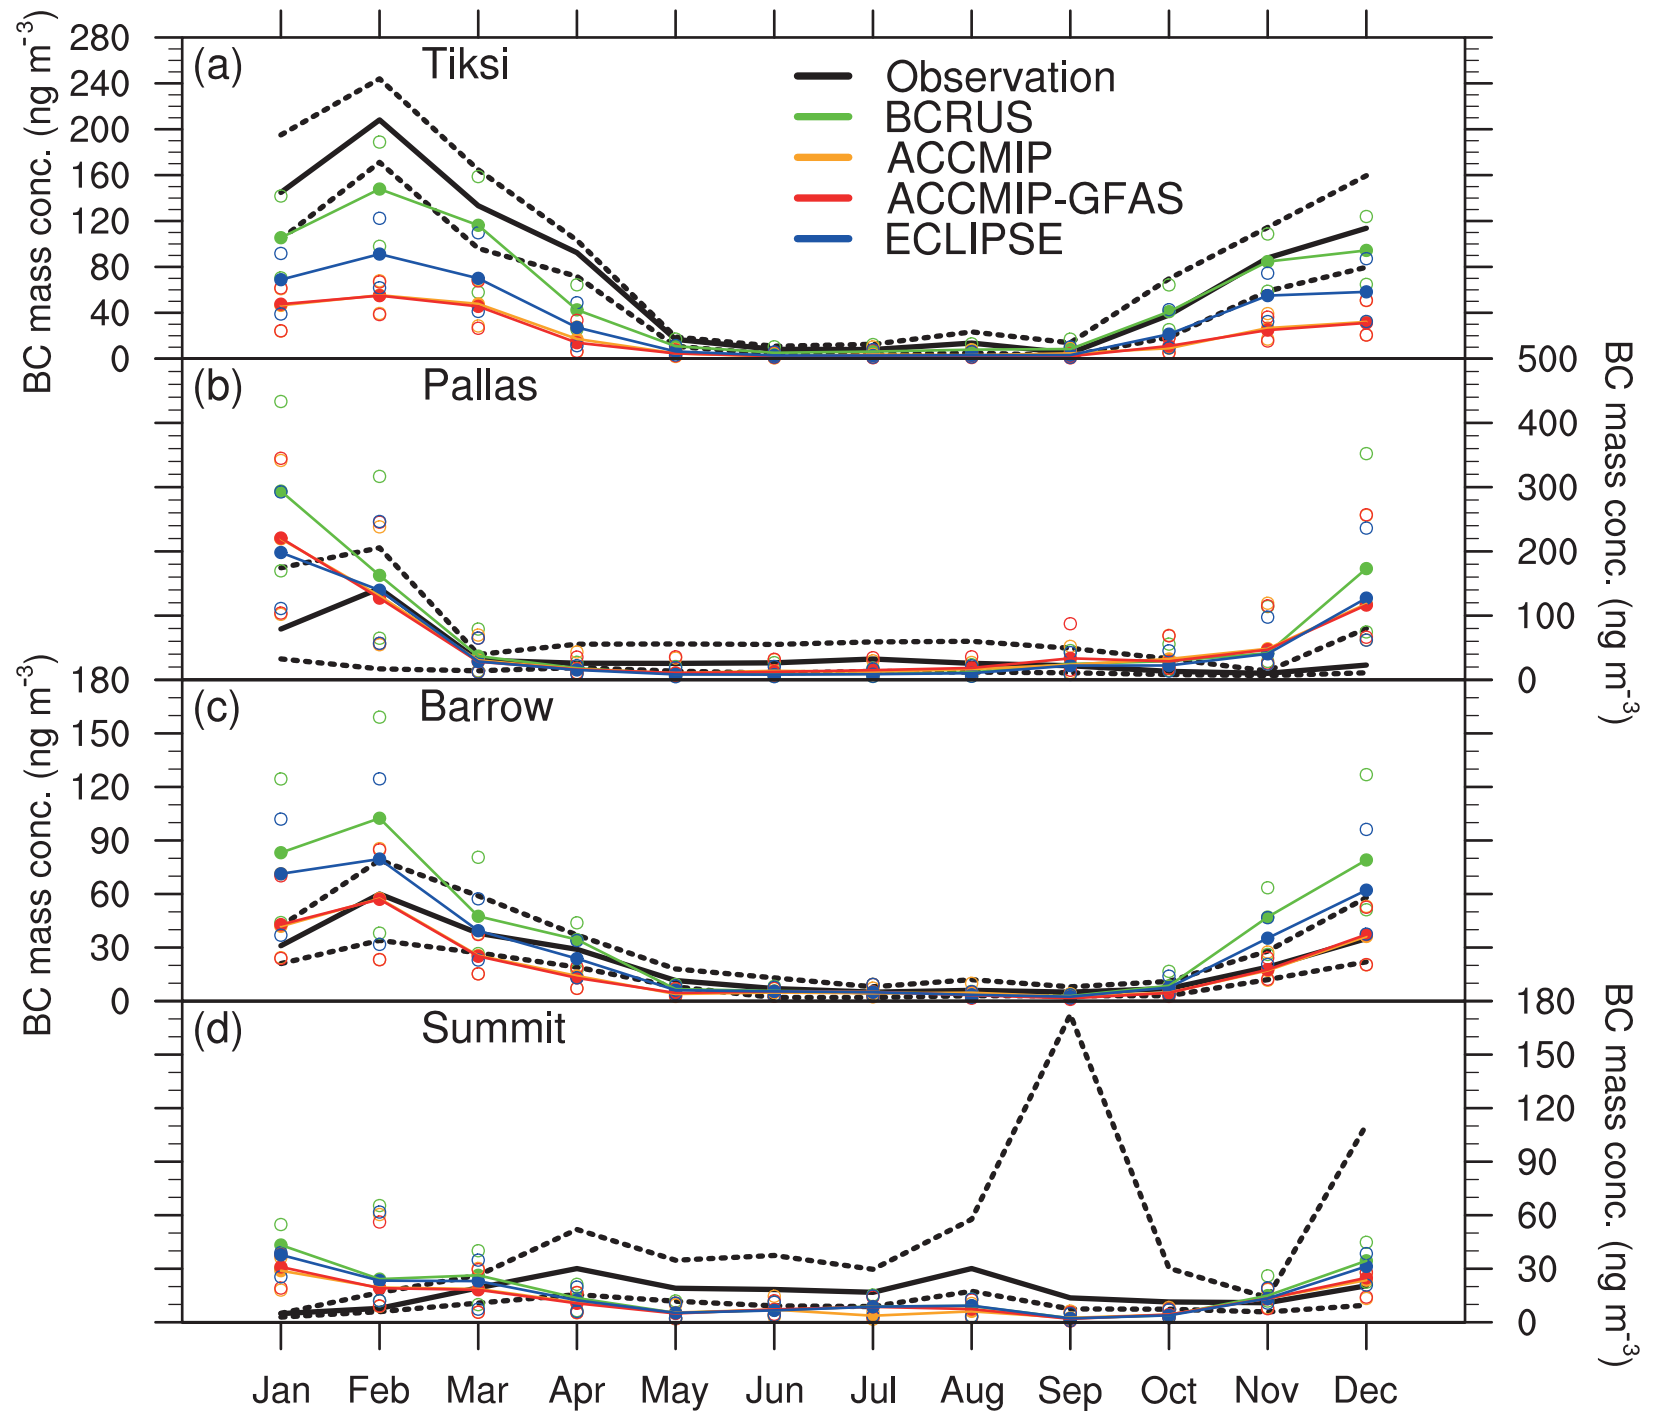 (a) Tiksi
Observation
BCRUS
ACCMIP
ACCMIP-GFAS
ECLIPSE
BC mass conc. (ng m⁻³)
280
240
200
160
120
80
40
0
(b) Pallas
500
400
300
200
100
0
BC mass conc. (ng m⁻³)
(c) Barrow
BC mass conc. (ng m⁻³)
180
150
120
90
60
30
0
(d) Summit
180
150
120
90
60
30
0
BC mass conc. (ng m⁻³)
Jan Feb Mar Apr May Jun Jul Aug Sep Oct Nov Dec